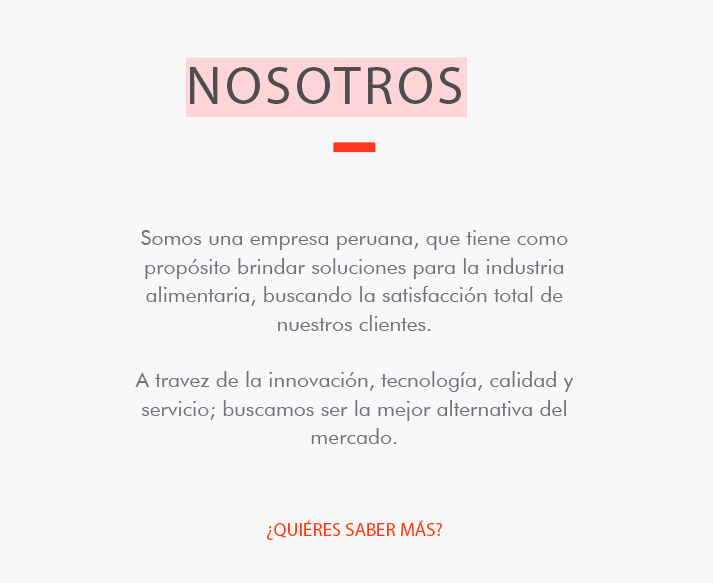 NOSOTROS
Somos una empresa peruana, que tiene como
propósito brindar soluciones para la industria
alimentaria, buscando la satisfacción total de
nuestros clientes.
A travez de la innovación, tecnología, calidad y
servicio; buscamos ser la mejor alternativa del
mercado.
¿QUIÉRES SABER MÁS?